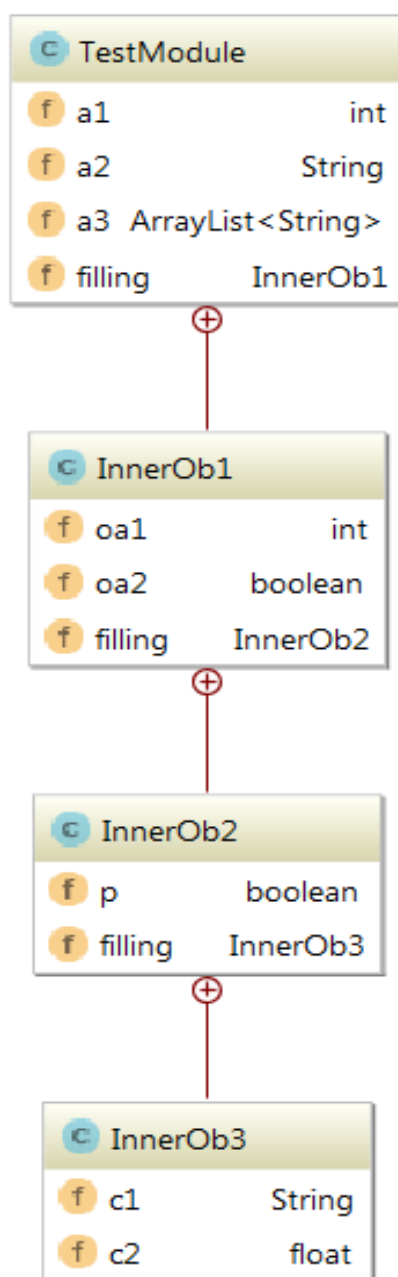 C TestModule
f a1 int
f a2 String
f a3 ArrayList<String>
f filling InnerOb1
C InnerOb1
f oa1 int
f oa2 boolean
f filling InnerOb2
C InnerOb2
f p boolean
f filling InnerOb3
C InnerOb3
f c1 String
f c2 float